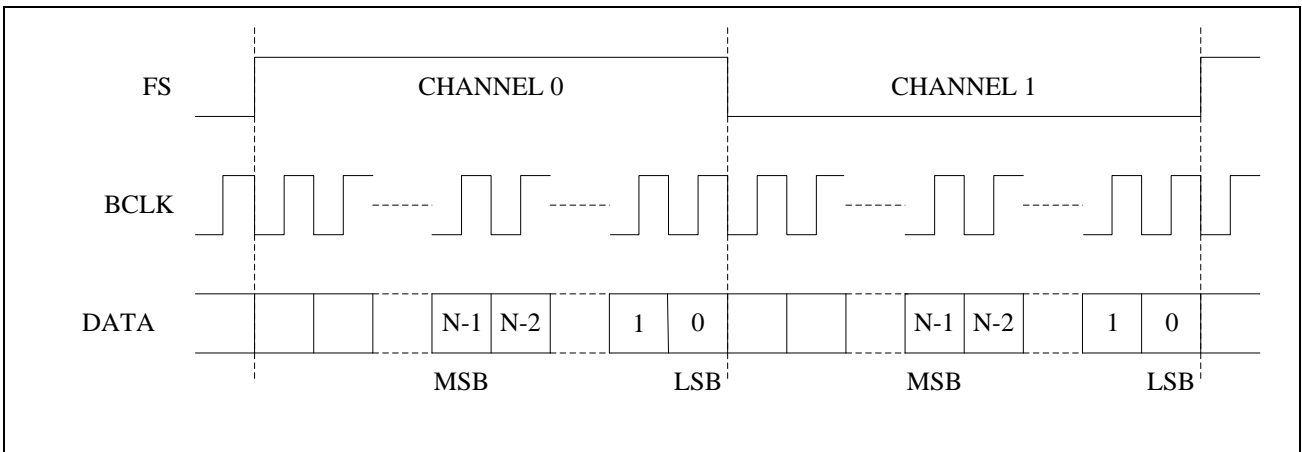 FS CHANNEL 0 CHANNEL 1
BCLK
DATA N-1 N-2 1 0 N-1 N-2 1 0
MSB LSB MSB LSB